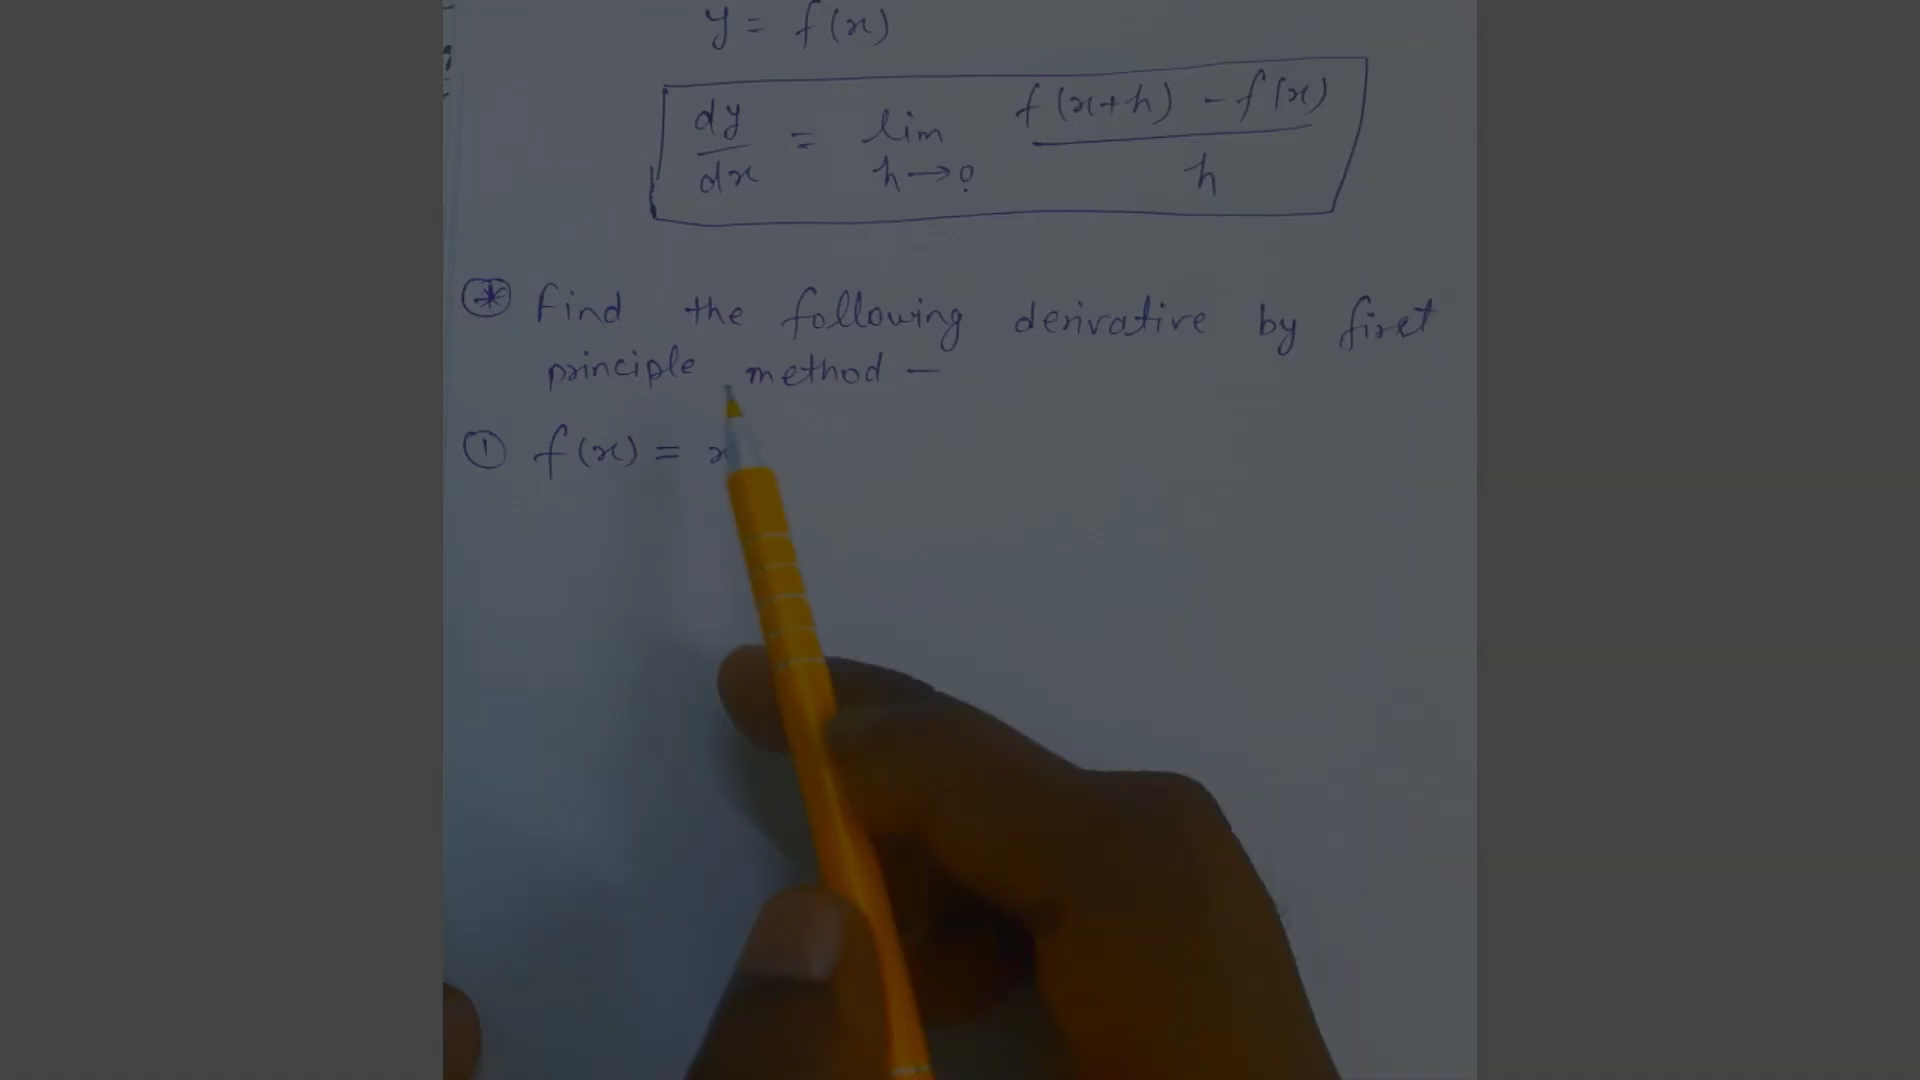 y = f(x)
dy/dx = lim h→0 f(x+h) - f(x) / h
* Find the following derivative by first
principle method —
① f(x) = x